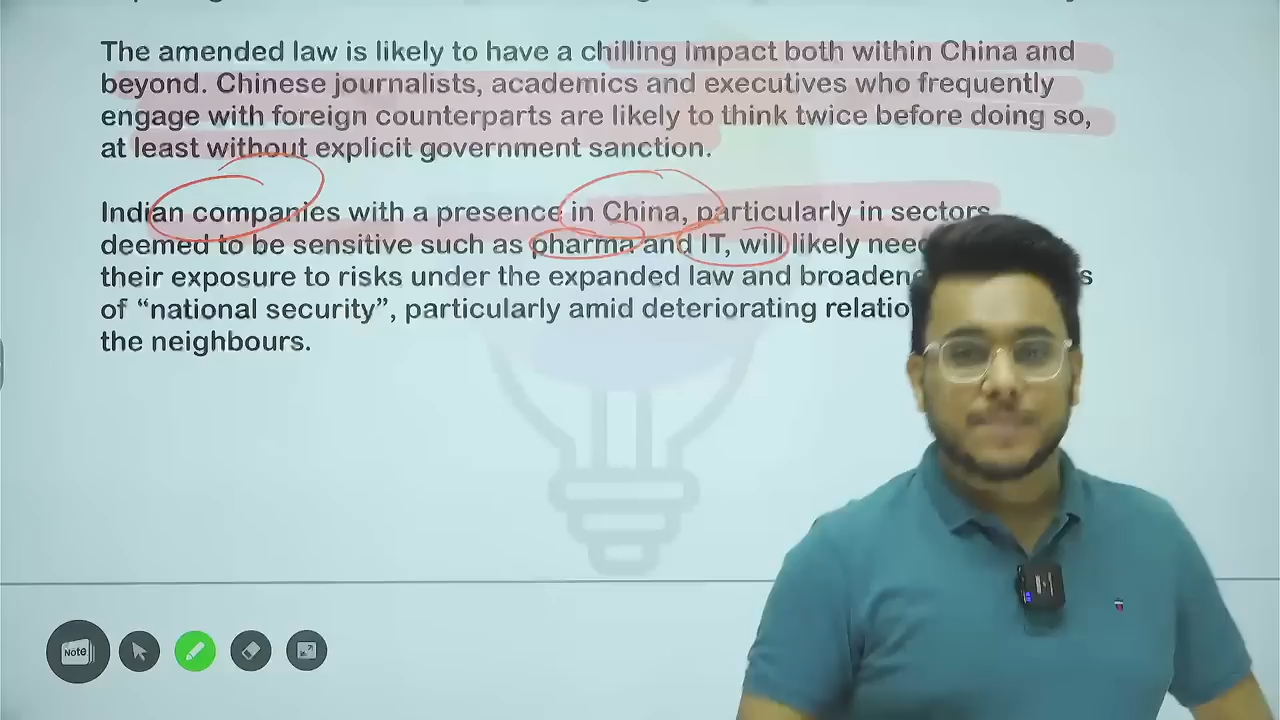 The amended law is likely to have a chilling impact both within China and
beyond. Chinese journalists, academics and executives who frequently
engage with foreign counterparts are likely to think twice before doing so,
at least without explicit government sanction.
Indian companies with a presence in China, particularly in sectors
deemed to be sensitive such as pharma and IT, will likely
their exposure to risks under the expanded law and
of “national security”, particularly amid deteriorating
the neighbours.
Note